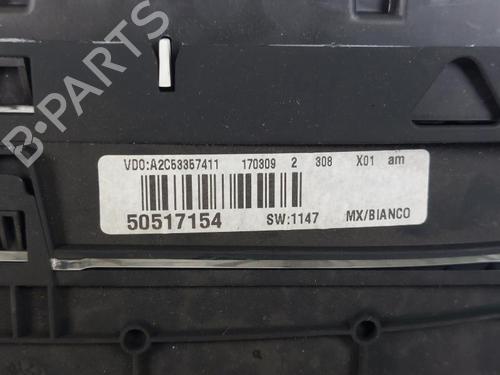 VDO:A2C53357411 170309 2 308 X01 am
50517154 SW:1147 MX/BIANCO
B-PARTS